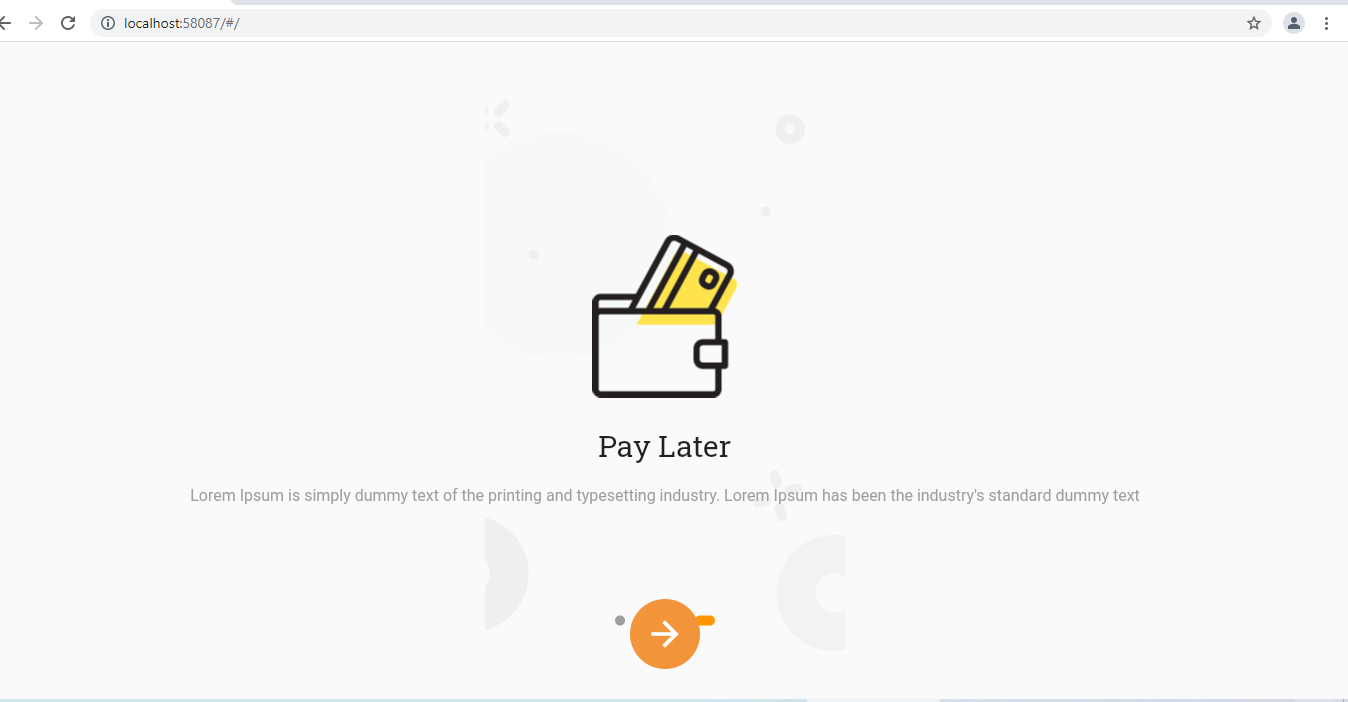 localhost:58087/#/
Pay Later
Lorem Ipsum is simply dummy text of the printing and typesetting industry. Lorem Ipsum has been the industry's standard dummy text